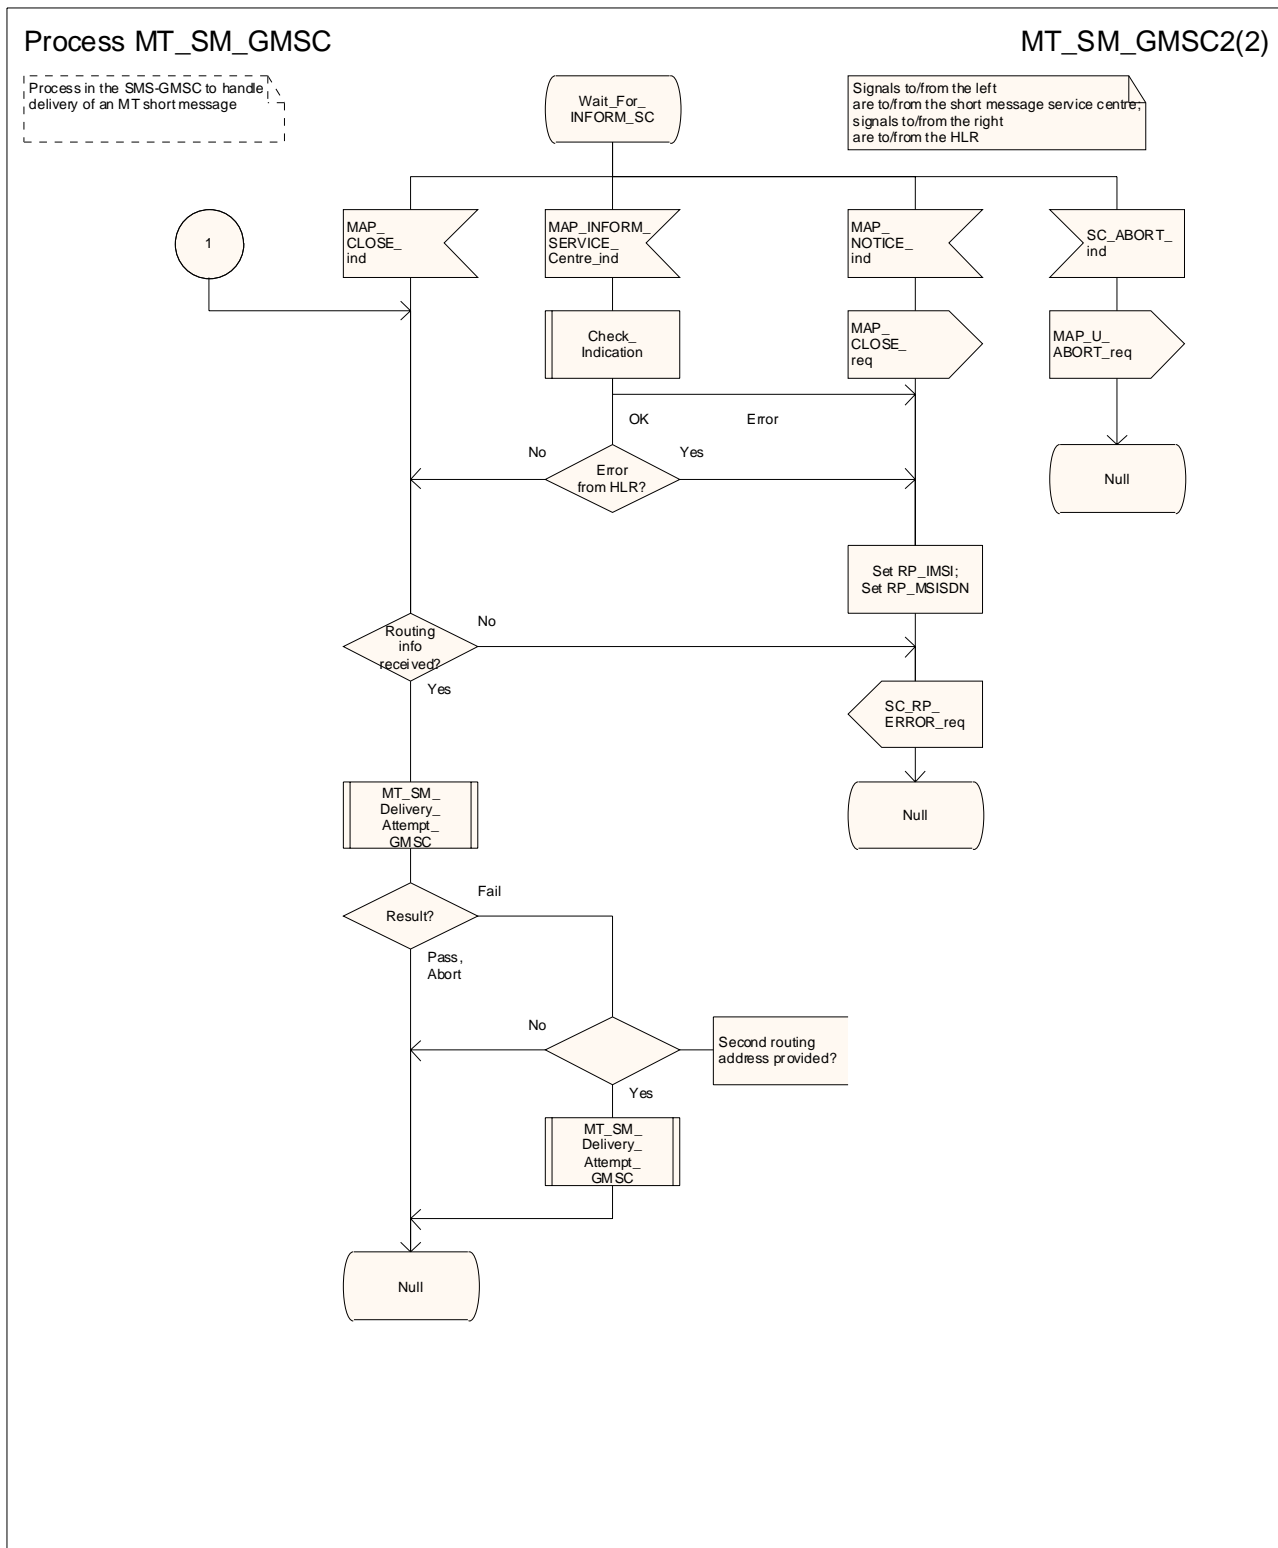 Process MT_SM_GMSC
MT_SM_GMSC2(2)
Process in the SMS-GMSC to handle
delivery of an MT short message
Wait_For_
INFORM_SC
Signals to/from the left
are to/from the short message service centre;
signals to/from the right
are to/from the HLR
1
MAP_
CLOSE_
ind
MAP_INFORM_
SERVICE_
Centre_ind
MAP_
NOTICE_
ind
SC_ABORT_
ind
Check_
Indication
MAP_
CLOSE_
req
MAP_U_
ABORT_req
OK
Error
No
Yes
Error
from HLR?
Null
Set RP_IMSI;
Set RP_MSISDN
Routing
info
received?
No
Yes
SC_RP_
ERROR_req
MT_SM_
Delivery_
Attempt_
GMSC
Null
Result?
Fail
Pass,
Abort
No
Second routing
address provided?
Yes
MT_SM_
Delivery_
Attempt_
GMSC
Null